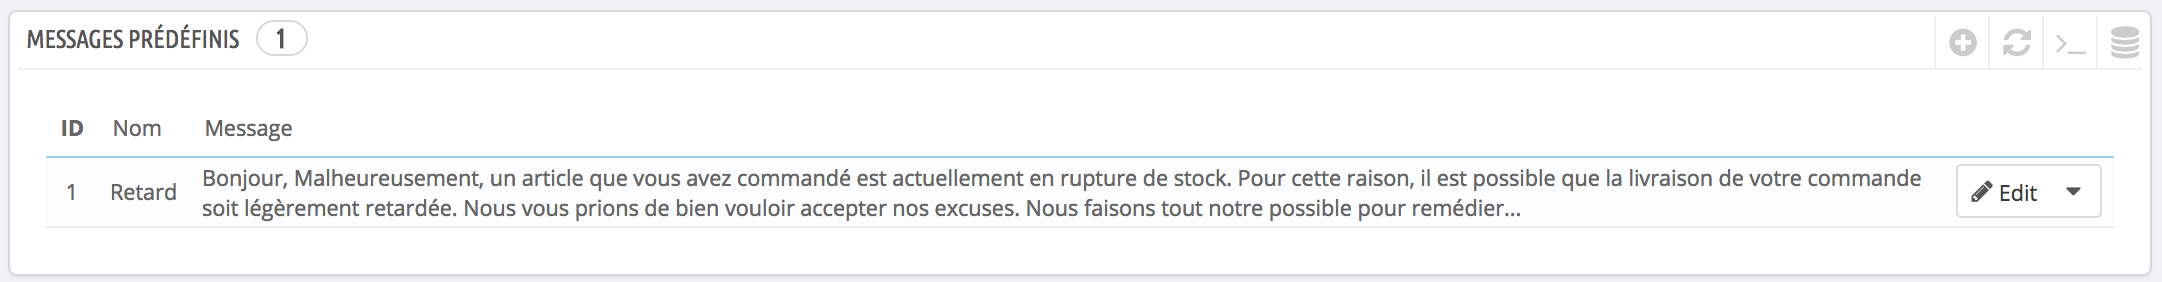 MESSAGES PRÉDÉFINIS 1
ID Nom Message
1 Retard Bonjour, Malheureusement, un article que vous avez commandé est actuellement en rupture de stock. Pour cette raison, il est possible que la livraison de votre commande
soit légèrement retardée. Nous vous prions de bien vouloir accepter nos excuses. Nous faisons tout notre possible pour remédier...
Edit